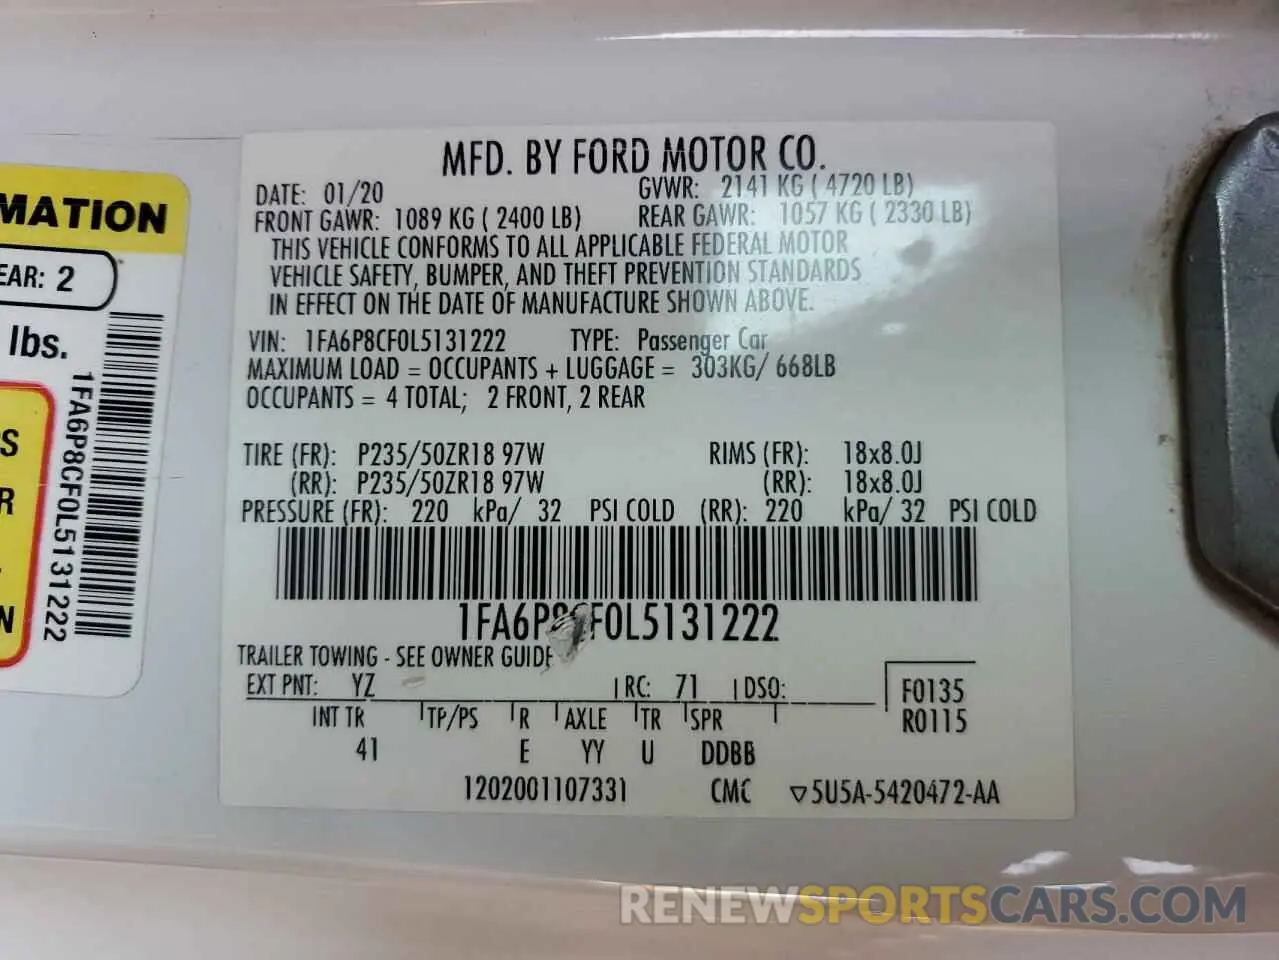 MATION
EAR: 2
lbs.
S
R
N
1FA6P8CF0L5131222
MFD. BY FORD MOTOR CO.
DATE: 01/20 GVWR: 2141 KG ( 4720 LB)
FRONT GAWR: 1089 KG ( 2400 LB) REAR GAWR: 1057 KG ( 2330 LB)
THIS VEHICLE CONFORMS TO ALL APPLICABLE FEDERAL MOTOR
VEHICLE SAFETY, BUMPER, AND THEFT PREVENTION STANDARDS
IN EFFECT ON THE DATE OF MANUFACTURE SHOWN ABOVE.
VIN: 1FA6P8CF0L5131222 TYPE: Passenger Car
MAXIMUM LOAD = OCCUPANTS + LUGGAGE = 303KG/ 668LB
OCCUPANTS = 4 TOTAL; 2 FRONT, 2 REAR
TIRE (FR): P235/50ZR18 97W RIMS (FR): 18x8.0J
(RR): P235/50ZR18 97W (RR): 18x8.0J
PRESSURE (FR): 220 kPa/ 32 PSI COLD (RR): 220 kPa/ 32 PSI COLD
1FA6P8CF0L5131222
TRAILER TOWING - SEE OWNER GUIDE
EXT PNT: YZ RC: 71 DSO:
F0135
R0115
INT TR TP/PS R AXLE TR SPR
41 E YY U DDBB
1202001107331 CMC ▽5U5A-5420472-AA
RENEWSPORTSCARS.COM